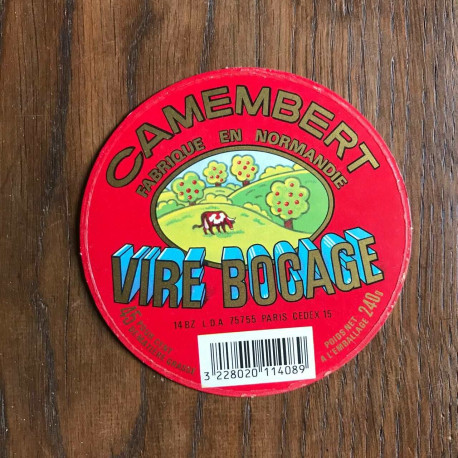 CAMEMBERT
FABRIQUE EN NORMANDIE
VIRE BOCAGE
14BZ L.D.A. 75755 PARIS CEDEX 15
POIDS NET 240g
A L'EMBALLAGE
3 228020 114089